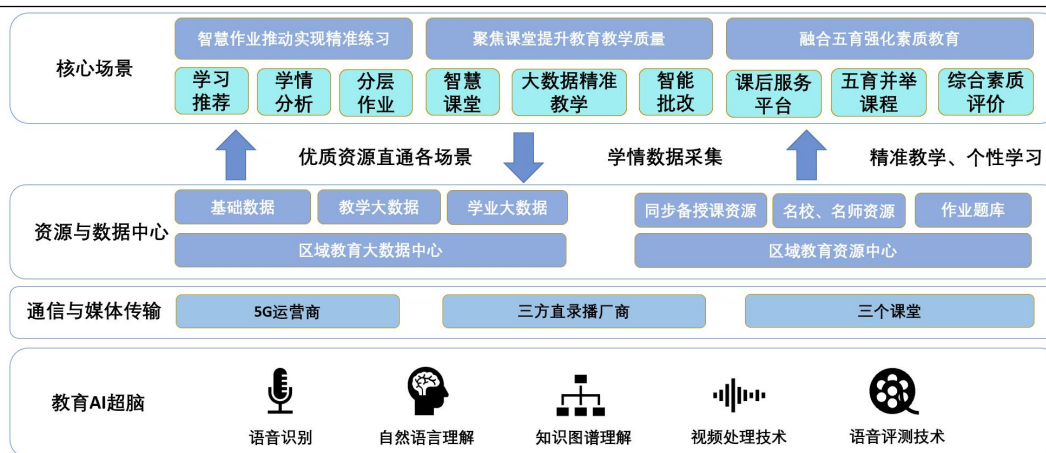 核心场景
智慧作业推动实现精准练习
聚焦课堂提升教育教学质量
融合五育强化素质教育
学习
推荐
学情
分析
分层
作业
智慧
课堂
大数据精准
教学
智能
批改
课后服务
平台
五育并举
课程
综合素质
评价
优质资源直通各场景
学情数据采集
精准教学、个性学习
资源与数据中心
基础数据
教学大数据
学业大数据
区域教育大数据中心
同步备授课资源
名校、名师资源
作业题库
区域教育资源中心
通信与媒体传输
5G运营商
三方直录播厂商
三个课堂
教育AI超脑
语音识别
自然语言理解
知识图谱理解
视频处理技术
语音评测技术